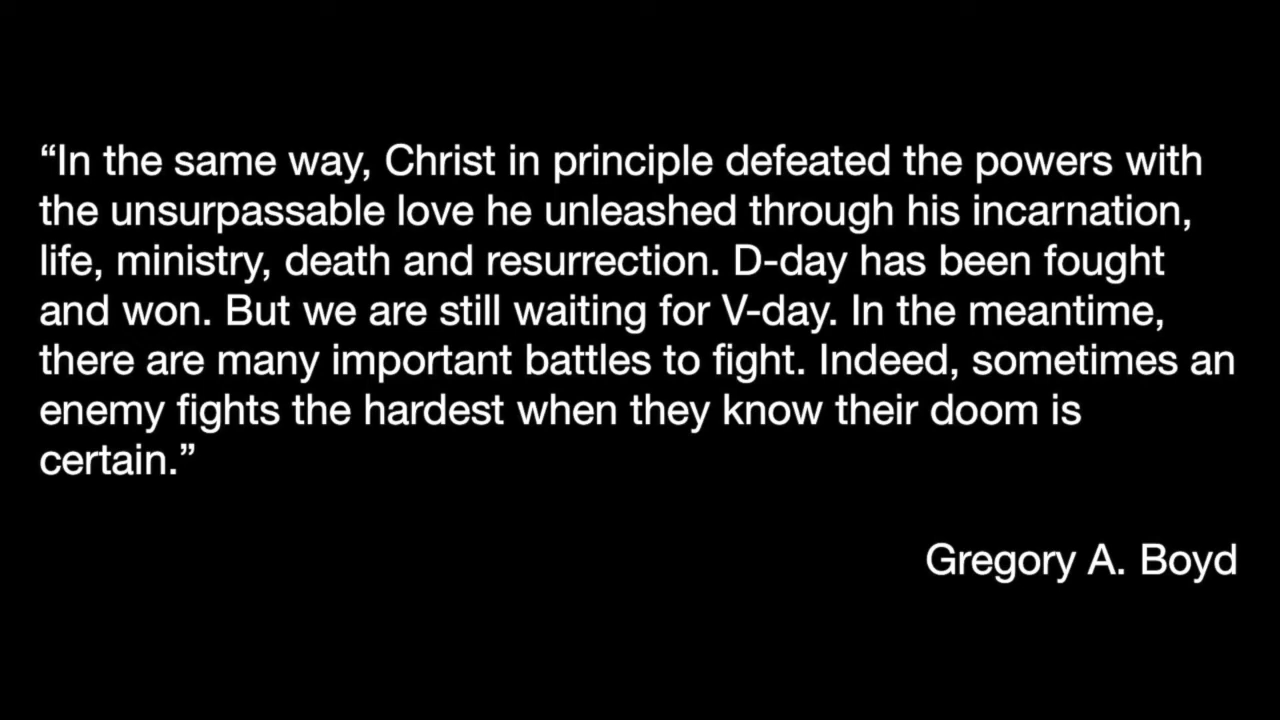 “In the same way, Christ in principle defeated the powers with
the unsurpassable love he unleashed through his incarnation,
life, ministry, death and resurrection. D-day has been fought
and won. But we are still waiting for V-day. In the meantime,
there are many important battles to fight. Indeed, sometimes an
enemy fights the hardest when they know their doom is
certain.”
Gregory A. Boyd